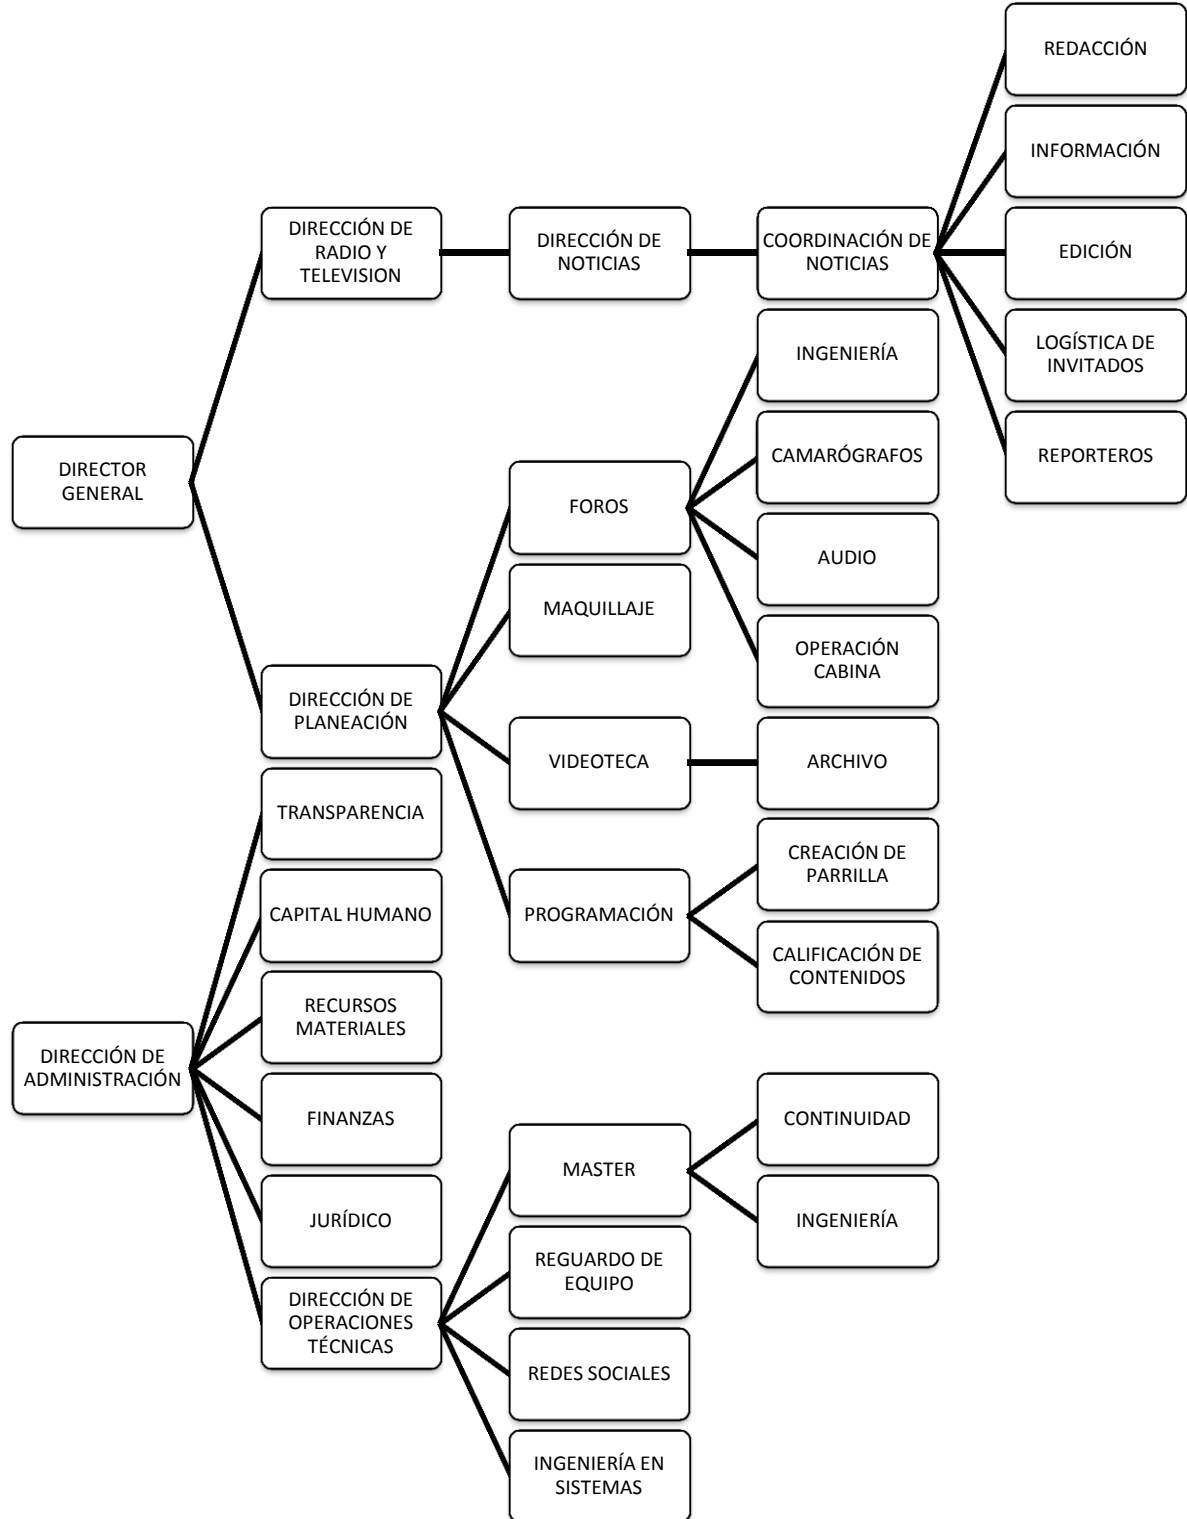 DIRECTOR
GENERAL
DIRECCIÓN DE
RADIO Y
TELEVISION
DIRECCIÓN DE
NOTICIAS
COORDINACIÓN DE
NOTICIAS
REDACCIÓN
INFORMACIÓN
EDICIÓN
LOGÍSTICA DE
INVITADOS
REPORTEROS
DIRECCIÓN DE
PLANEACIÓN
FOROS
INGENIERÍA
CAMARÓGRAFOS
AUDIO
OPERACIÓN
CABINA
MAQUILLAJE
VIDEOTECA
ARCHIVO
PROGRAMACIÓN
CREACIÓN DE
PARRILLA
CALIFICACIÓN DE
CONTENIDOS
DIRECCIÓN DE
ADMINISTRACIÓN
TRANSPARENCIA
CAPITAL HUMANO
RECURSOS
MATERIALES
FINANZAS
JURÍDICO
DIRECCIÓN DE
OPERACIONES
TÉCNICAS
MASTER
CONTINUIDAD
INGENIERÍA
REGUARDO DE
EQUIPO
REDES SOCIALES
INGENIERÍA EN
SISTEMAS